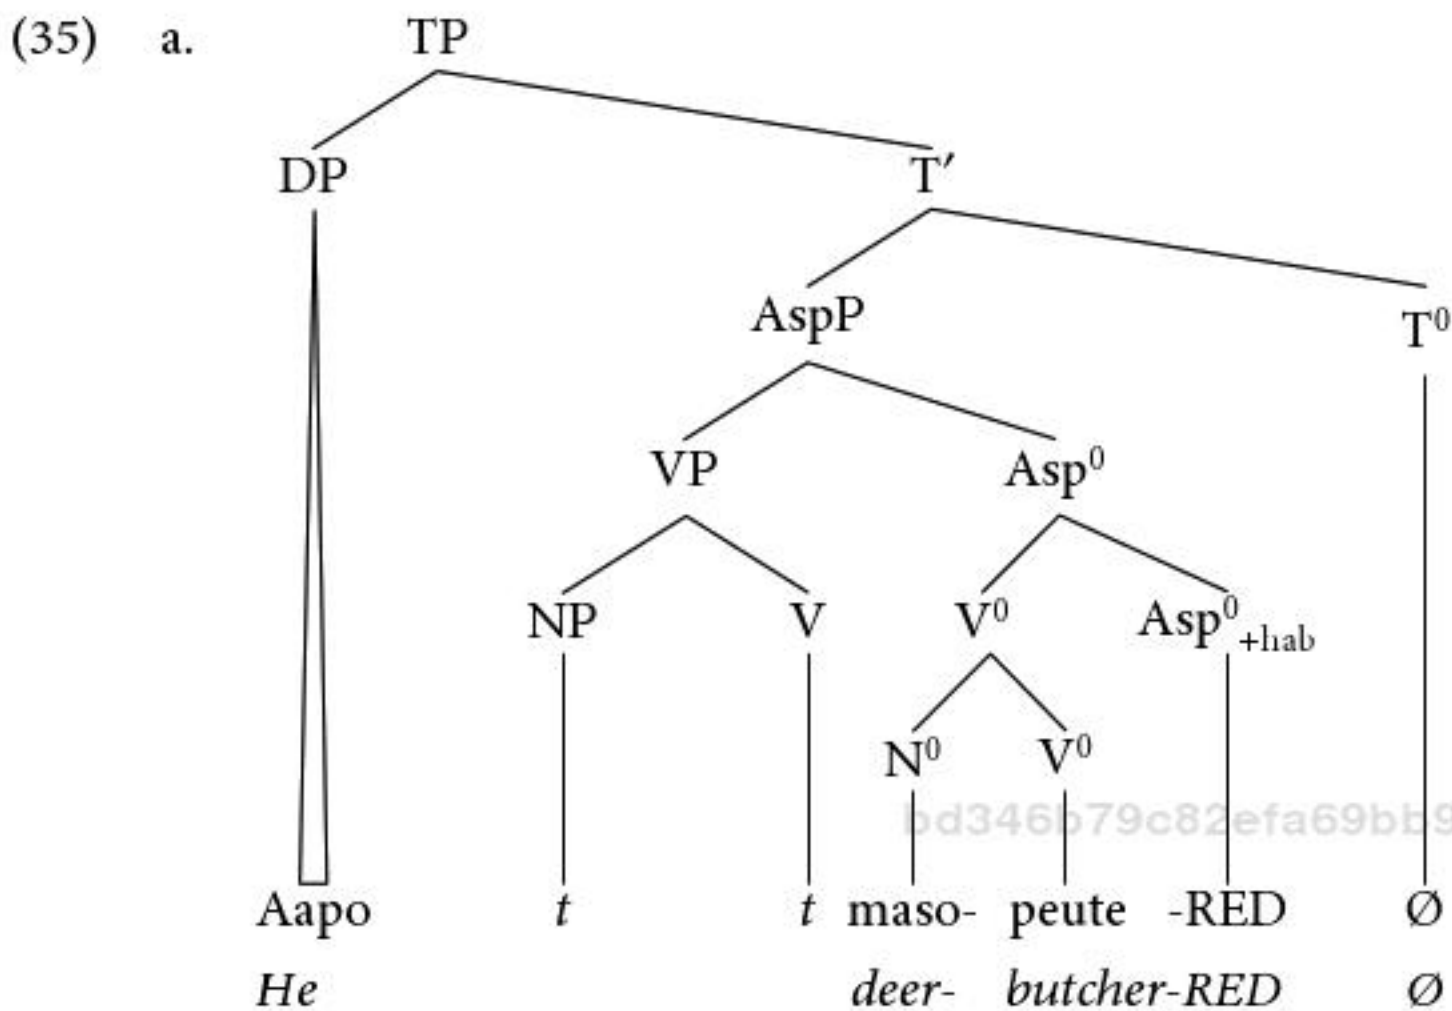 (35) a. TP
DP T′
AspP T⁰
VP Asp⁰
NP V V⁰ Asp⁰₊hab
N⁰ V⁰
bd346b79c82efa69bb9
Aapo t t maso- peute -RED Ø
He deer- butcher-RED Ø